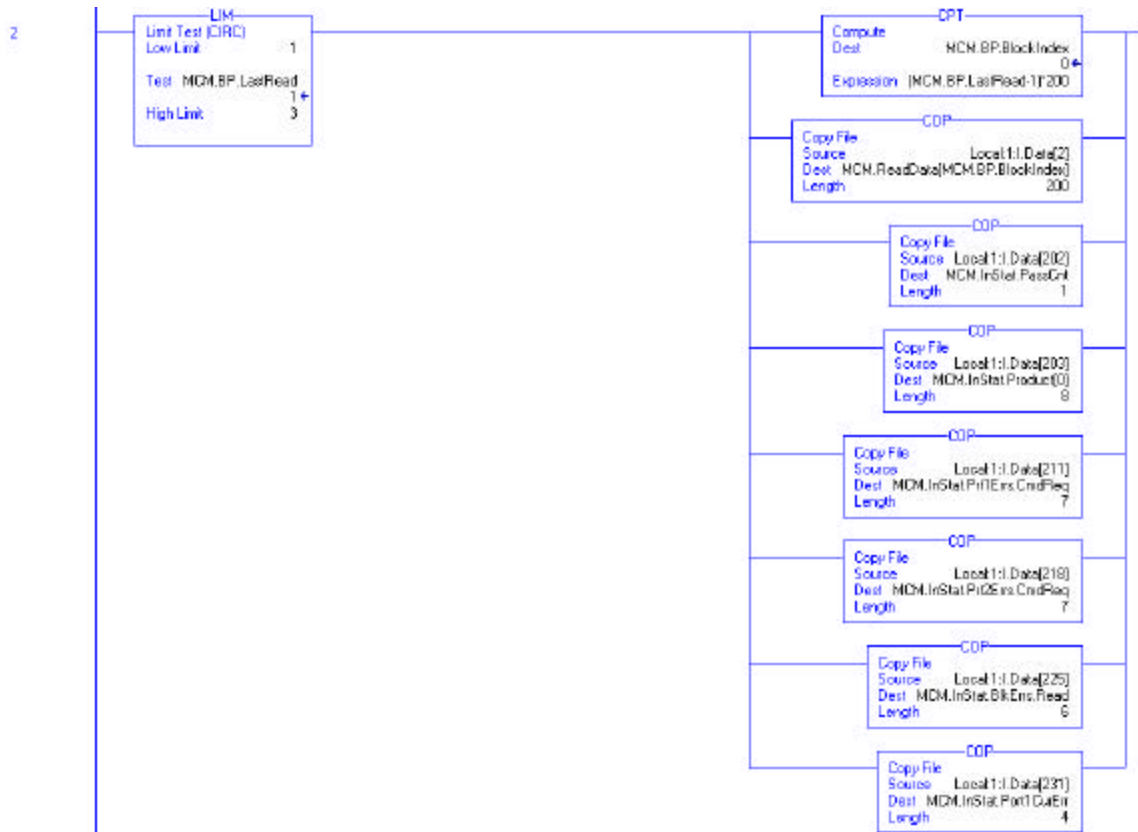 2
LIM
Limit Test (CIRC)
Low Limit 1
Test MCM.BP.LastRead
1
High Limit 3
CPT
Compute
Dest MCM.BP.BlockIndex
0
Expression (MCM.BP.LastRead-1)*200
COP
Copy File
Source Local:1:I.Data[2]
Dest MCM.ReadData[MCM.BP.BlockIndex]
Length 200
COP
Copy File
Source Local:1:I.Data[202]
Dest MCM.InStat.PassCnt
Length 1
COP
Copy File
Source Local:1:I.Data[203]
Dest MCM.InStat.Product[0]
Length 8
COP
Copy File
Source Local:1:I.Data[211]
Dest MCM.InStat.Prt1Errs.CmdReq
Length 7
COP
Copy File
Source Local:1:I.Data[218]
Dest MCM.InStat.Prt2Errs.CmdReq
Length 7
COP
Copy File
Source Local:1:I.Data[225]
Dest MCM.InStat.BlkErrs.Read
Length 6
COP
Copy File
Source Local:1:I.Data[231]
Dest MCM.InStat.Port1CurErr
Length 4